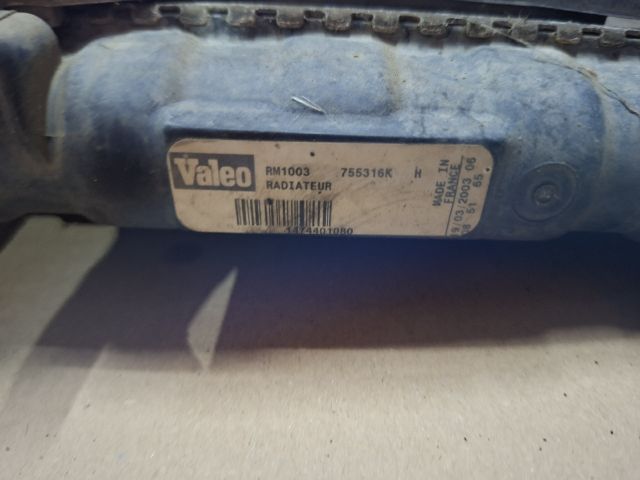 Valeo
RM1003 755316K H
RADIATEUR
1474401080
MADE IN
FRANCE
19/03/2003 06
08 51 65